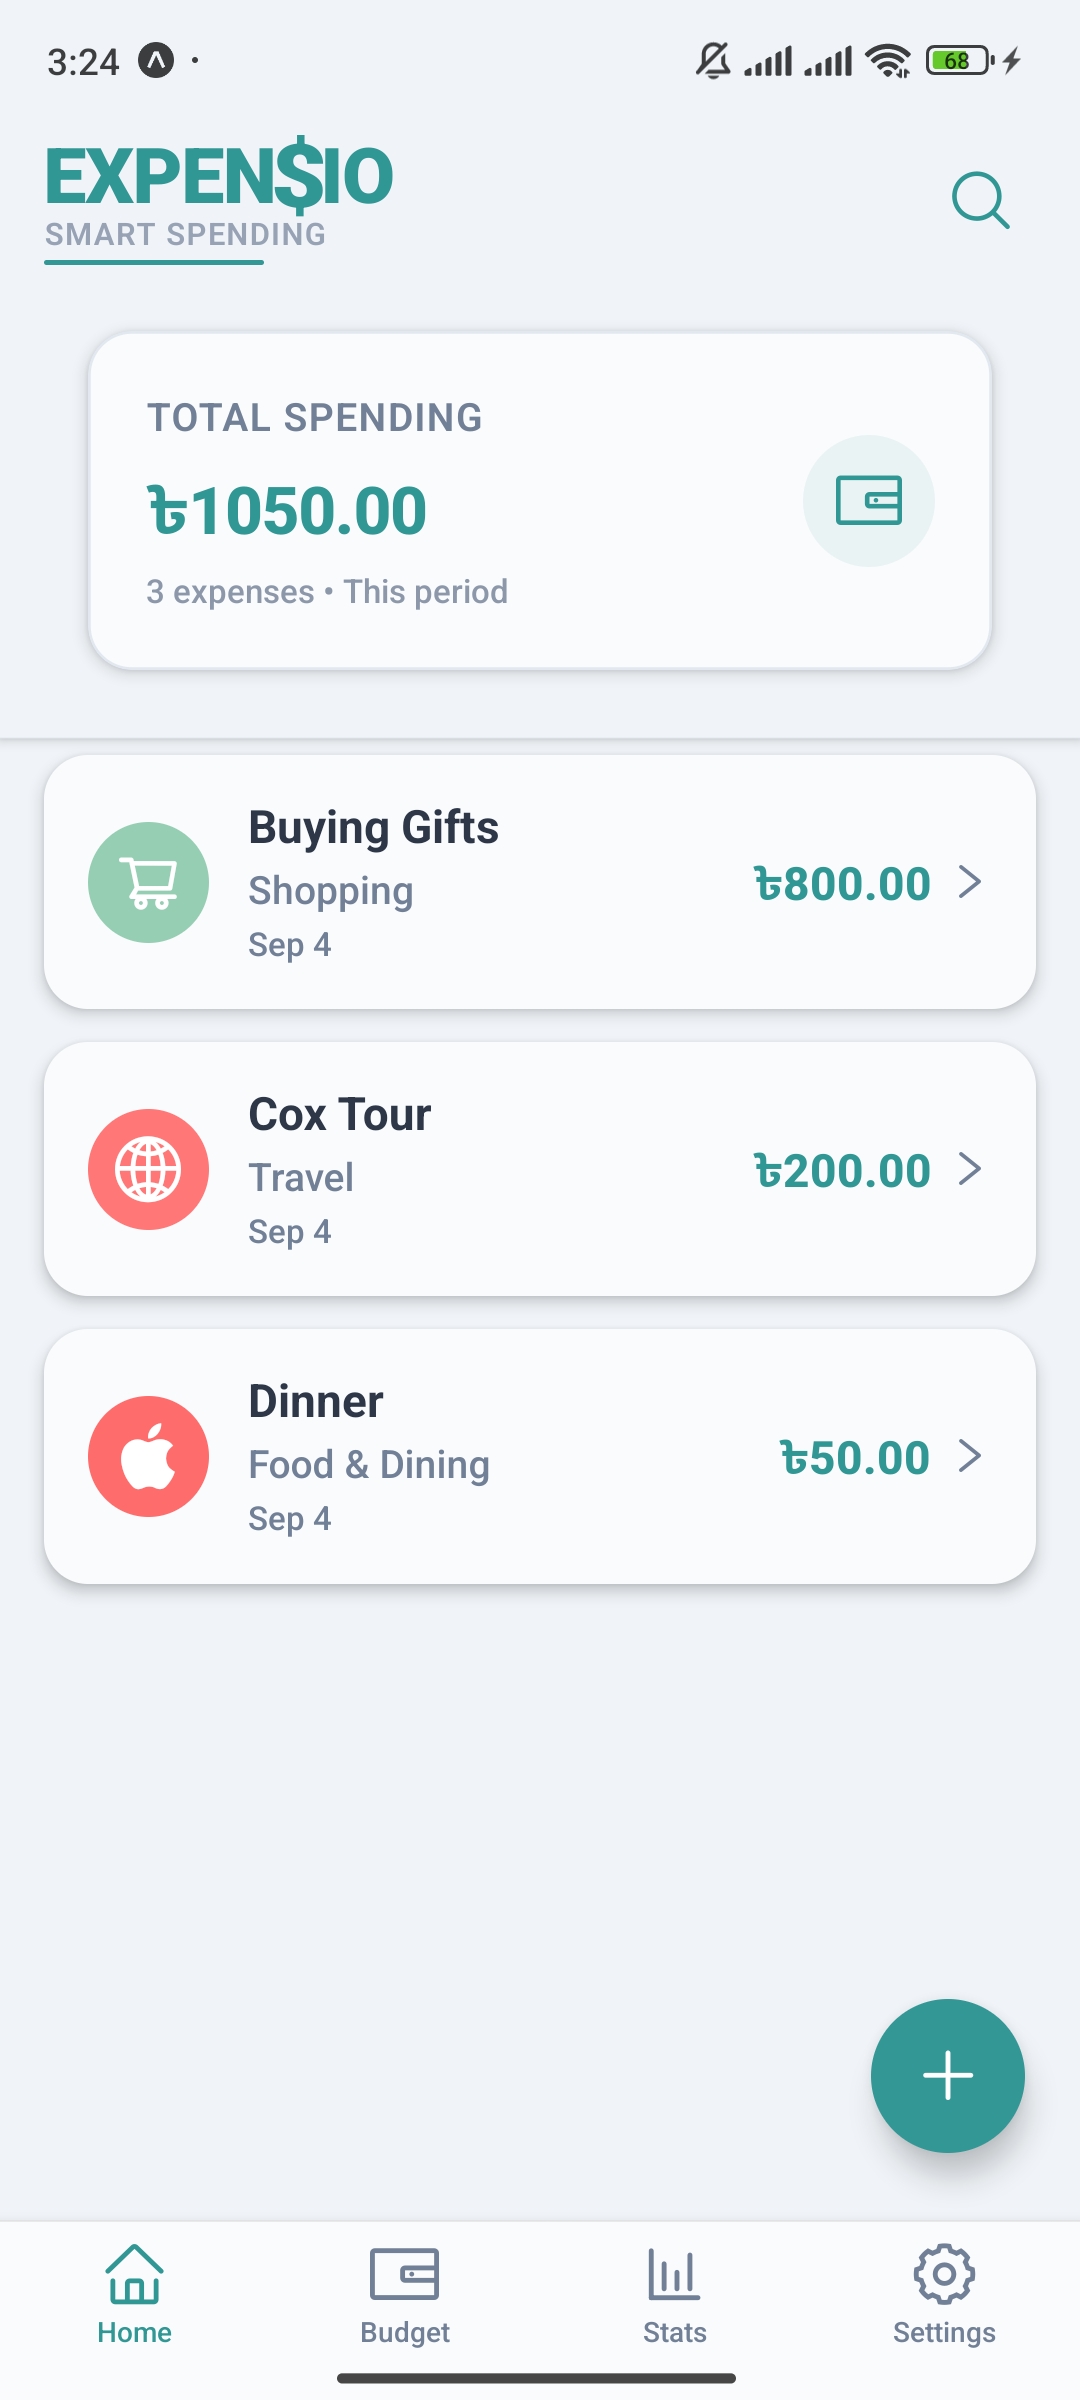 3:24
68
EXPEN$IO
SMART SPENDING
TOTAL SPENDING
৳1050.00
3 expenses • This period
Buying Gifts
Shopping
Sep 4
৳800.00
Cox Tour
Travel
Sep 4
৳200.00
Dinner
Food & Dining
Sep 4
৳50.00
Home
Budget
Stats
Settings